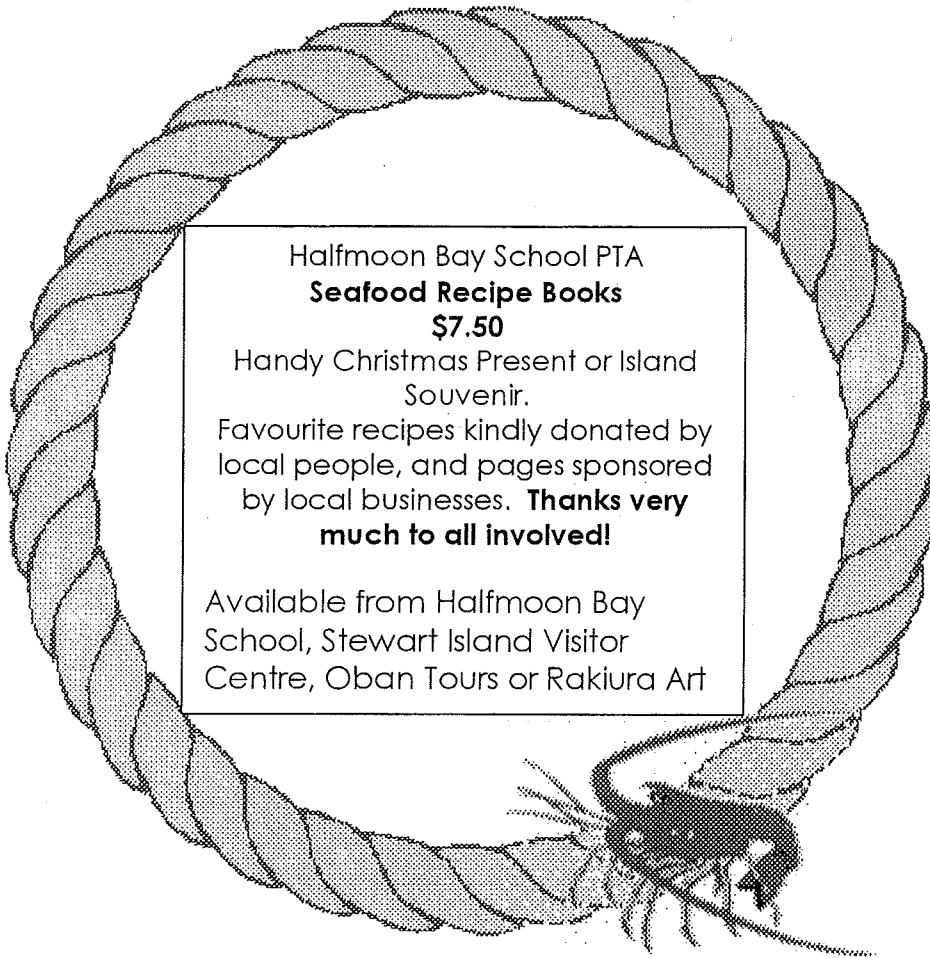 Halfmoon Bay School PTA
Seafood Recipe Books
$7.50
Handy Christmas Present or Island
Souvenir.
Favourite recipes kindly donated by
local people, and pages sponsored
by local businesses.  Thanks very
much to all involved!
Available from Halfmoon Bay
School, Stewart Island Visitor
Centre, Oban Tours or Rakiura Art